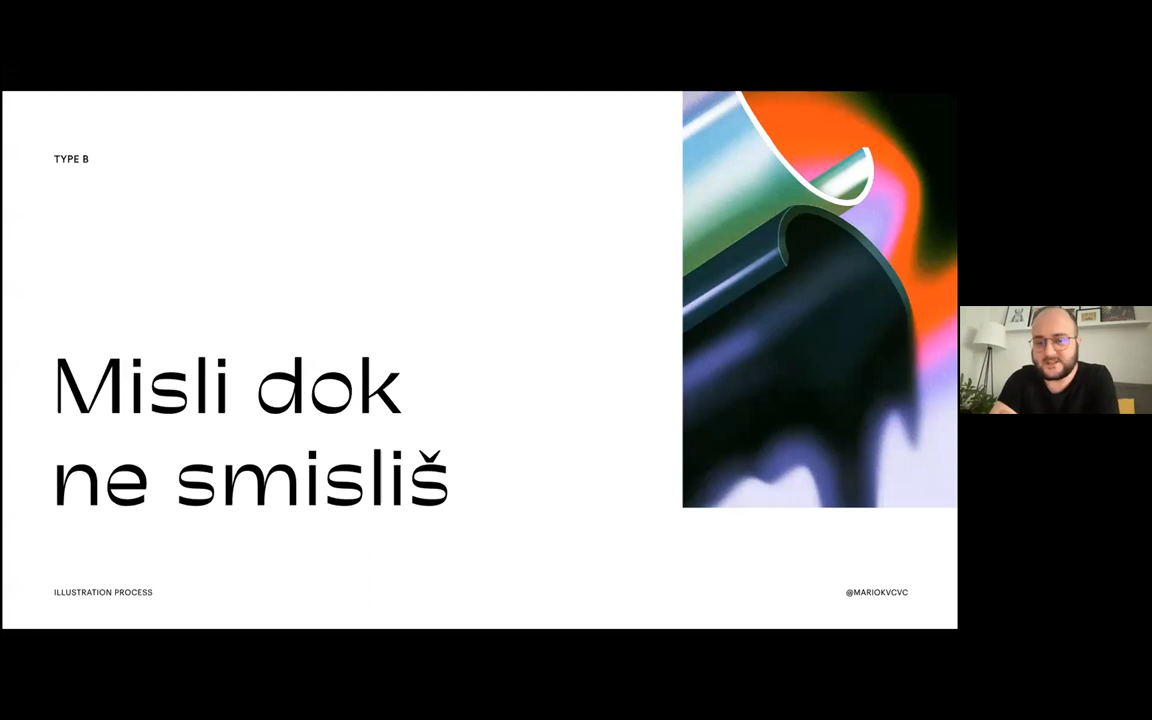 TYPE B
Misli dok
ne smisliš
ILLUSTRATION PROCESS
@MARIOKVCVC